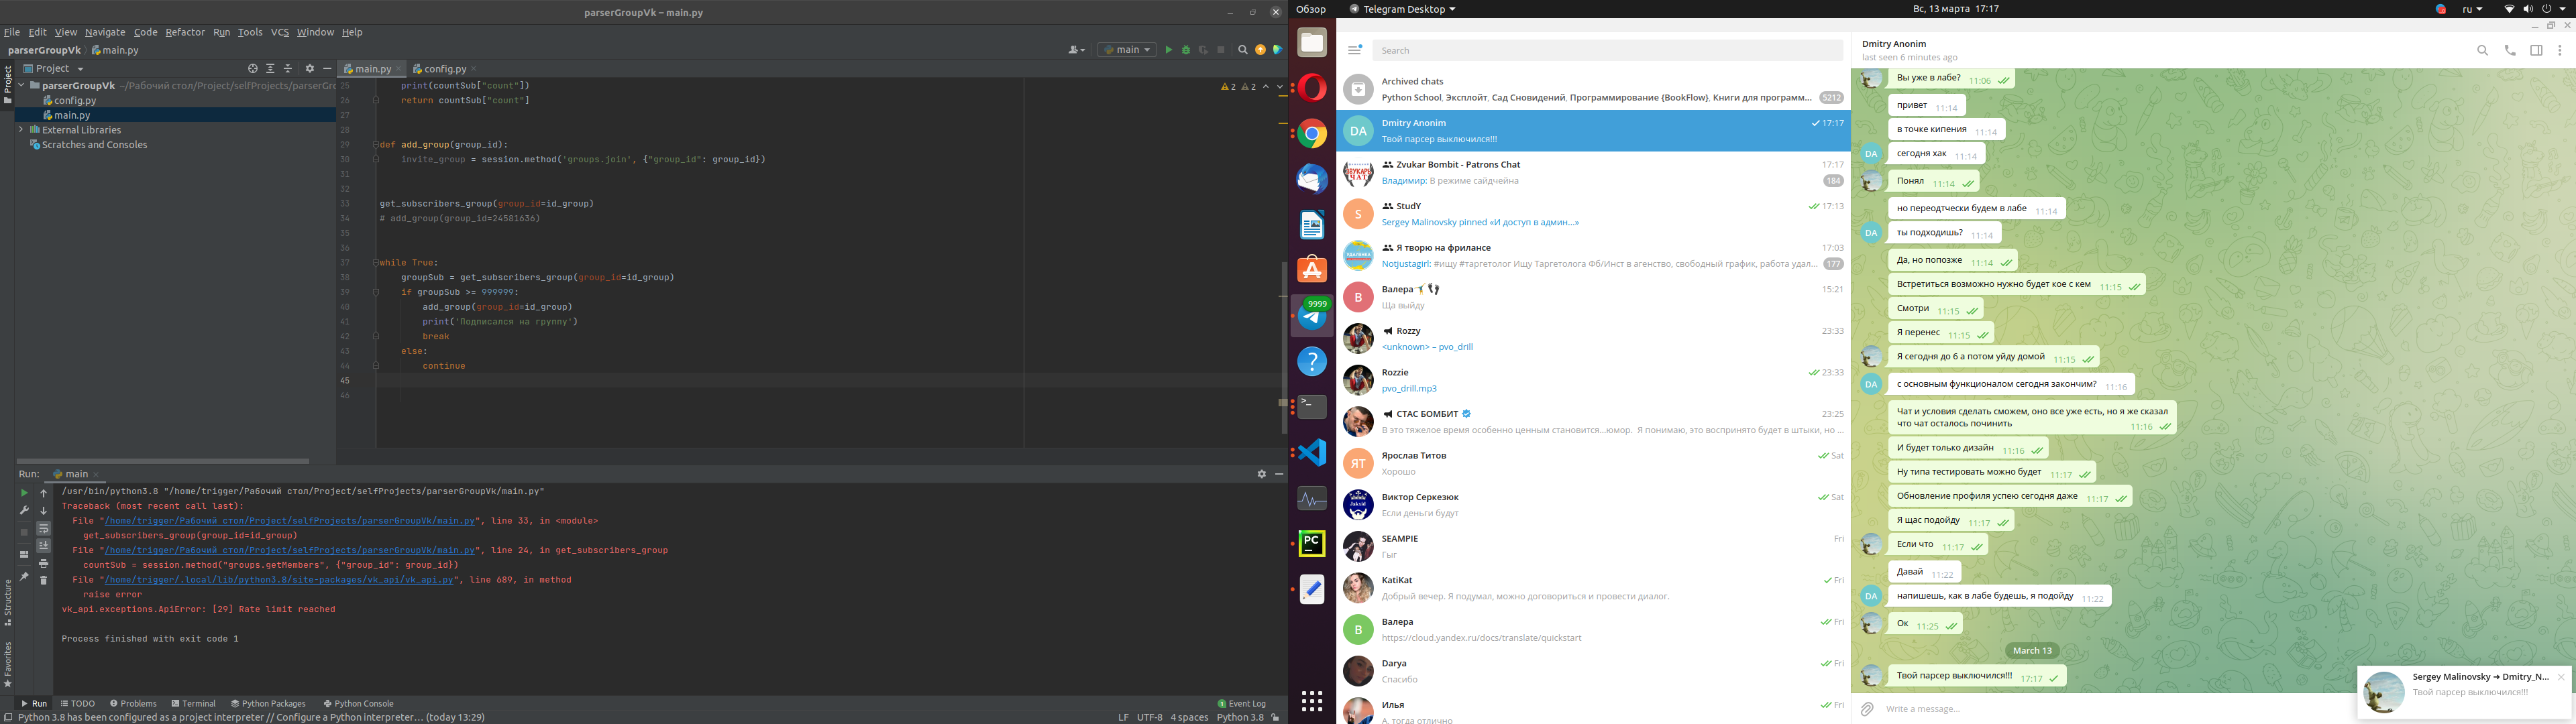 parserGroupVk – main.py
File Edit View Navigate Code Refactor Run Tools VCS Window Help
parserGroupVk main.py
main
Project
main.py
config.py
Project
parserGroupVk ~/Рабочий стол/Project/selfProjects/parserGro
config.py
main.py
External Libraries
Scratches and Consoles
2 2
25 print(countSub["count"])
26 return countSub["count"]
27
28
29 def add_group(group_id):
30 invite_group = session.method('groups.join', {"group_id": group_id})
31
32
33 get_subscribers_group(group_id=id_group)
34 # add_group(group_id=24581636)
35
36
37 while True:
38 groupSub = get_subscribers_group(group_id=id_group)
39 if groupSub >= 999999:
40 add_group(group_id=id_group)
41 print('Подписался на группу')
42 break
43 else:
44 continue
45
46
Run: main
/usr/bin/python3.8 "/home/trigger/Рабочий стол/Project/selfProjects/parserGroupVk/main.py"
Traceback (most recent call last):
File "/home/trigger/Рабочий стол/Project/selfProjects/parserGroupVk/main.py", line 33, in <module>
get_subscribers_group(group_id=id_group)
File "/home/trigger/Рабочий стол/Project/selfProjects/parserGroupVk/main.py", line 24, in get_subscribers_group
countSub = session.method("groups.getMembers", {"group_id": group_id})
File "/home/trigger/.local/lib/python3.8/site-packages/vk_api/vk_api.py", line 689, in method
raise error
vk_api.exceptions.ApiError: [29] Rate limit reached
Process finished with exit code 1
Structure
Favorites
Run TODO Problems Terminal Python Packages Python Console
1 Event Log
Python 3.8 has been configured as a project interpreter // Configure a Python interpreter... (today 13:29)
LF UTF-8 4 spaces Python 3.8
Обзор Telegram Desktop
Вс, 13 марта 17:17
ru
9999
PC
Search
Archived chats
Python School, Эксплойт, Сад Сновидений, Программирование {BookFlow}, Книги для программ... 5212
DA
Dmitry Anonim 17:17
Твой парсер выключился!!!
Zvukar Bombit - Patrons Chat 17:17
Владимир: В режиме сайдчейна 184
S
StudY 17:13
Sergey Malinovsky pinned «И доступ в админ...»
Я творю на фрилансе 17:03
Notjustagirl: #ищу #таргетолог Ищу Таргетолога Фб/Инст в агенство, свободный график, работа удал... 177
В
Валера 15:21
Ща выйду
Rozzy 23:33
<unknown> – pvo_drill
Rozzie 23:33
pvo_drill.mp3
СТАС БОМБИТ 23:25
В это тяжелое время особенно ценным становится...юмор. Я понимаю, это воспринято будет в штыки, но ...
ЯТ
Ярослав Титов Sat
Хорошо
Виктор Серкезюк Sat
Если деньги будут
SEAMPIE Fri
Гыг
KatiKat Fri
Добрый вечер. Я подумал, можно договориться и провести диалог.
В
Валера Fri
https://cloud.yandex.ru/docs/translate/quickstart
Darya Fri
Спасибо
Илья Fri
А, тогда отлично
Dmitry Anonim
last seen 6 minutes ago
Вы уже в лабе? 11:06
привет 11:14
в точке кипения 11:14
DA
сегодня хак 11:14
Понял 11:14
но переодтчески будем в лабе 11:14
DA
ты подходишь? 11:14
Да, но попозже 11:14
Встретиться возможно нужно будет кое с кем 11:15
Смотри 11:15
Я перенес 11:15
Я сегодня до 6 а потом уйду домой 11:15
DA
с основным функционалом сегодня закончим? 11:16
Чат и условия сделать сможем, оно все уже есть, но я же сказал
что чат осталось починить 11:16
И будет только дизайн 11:16
Ну типа тестировать можно будет 11:17
Обновление профиля успею сегодня даже 11:17
Я щас подойду 11:17
Если что 11:17
Давай 11:22
DA
напишешь, как в лабе будешь, я подойду 11:22
Ок 11:25
March 13
Твой парсер выключился!!! 17:17
Write a message...
Sergey Malinovsky ➜ Dmitry_N...
Твой парсер выключился!!!